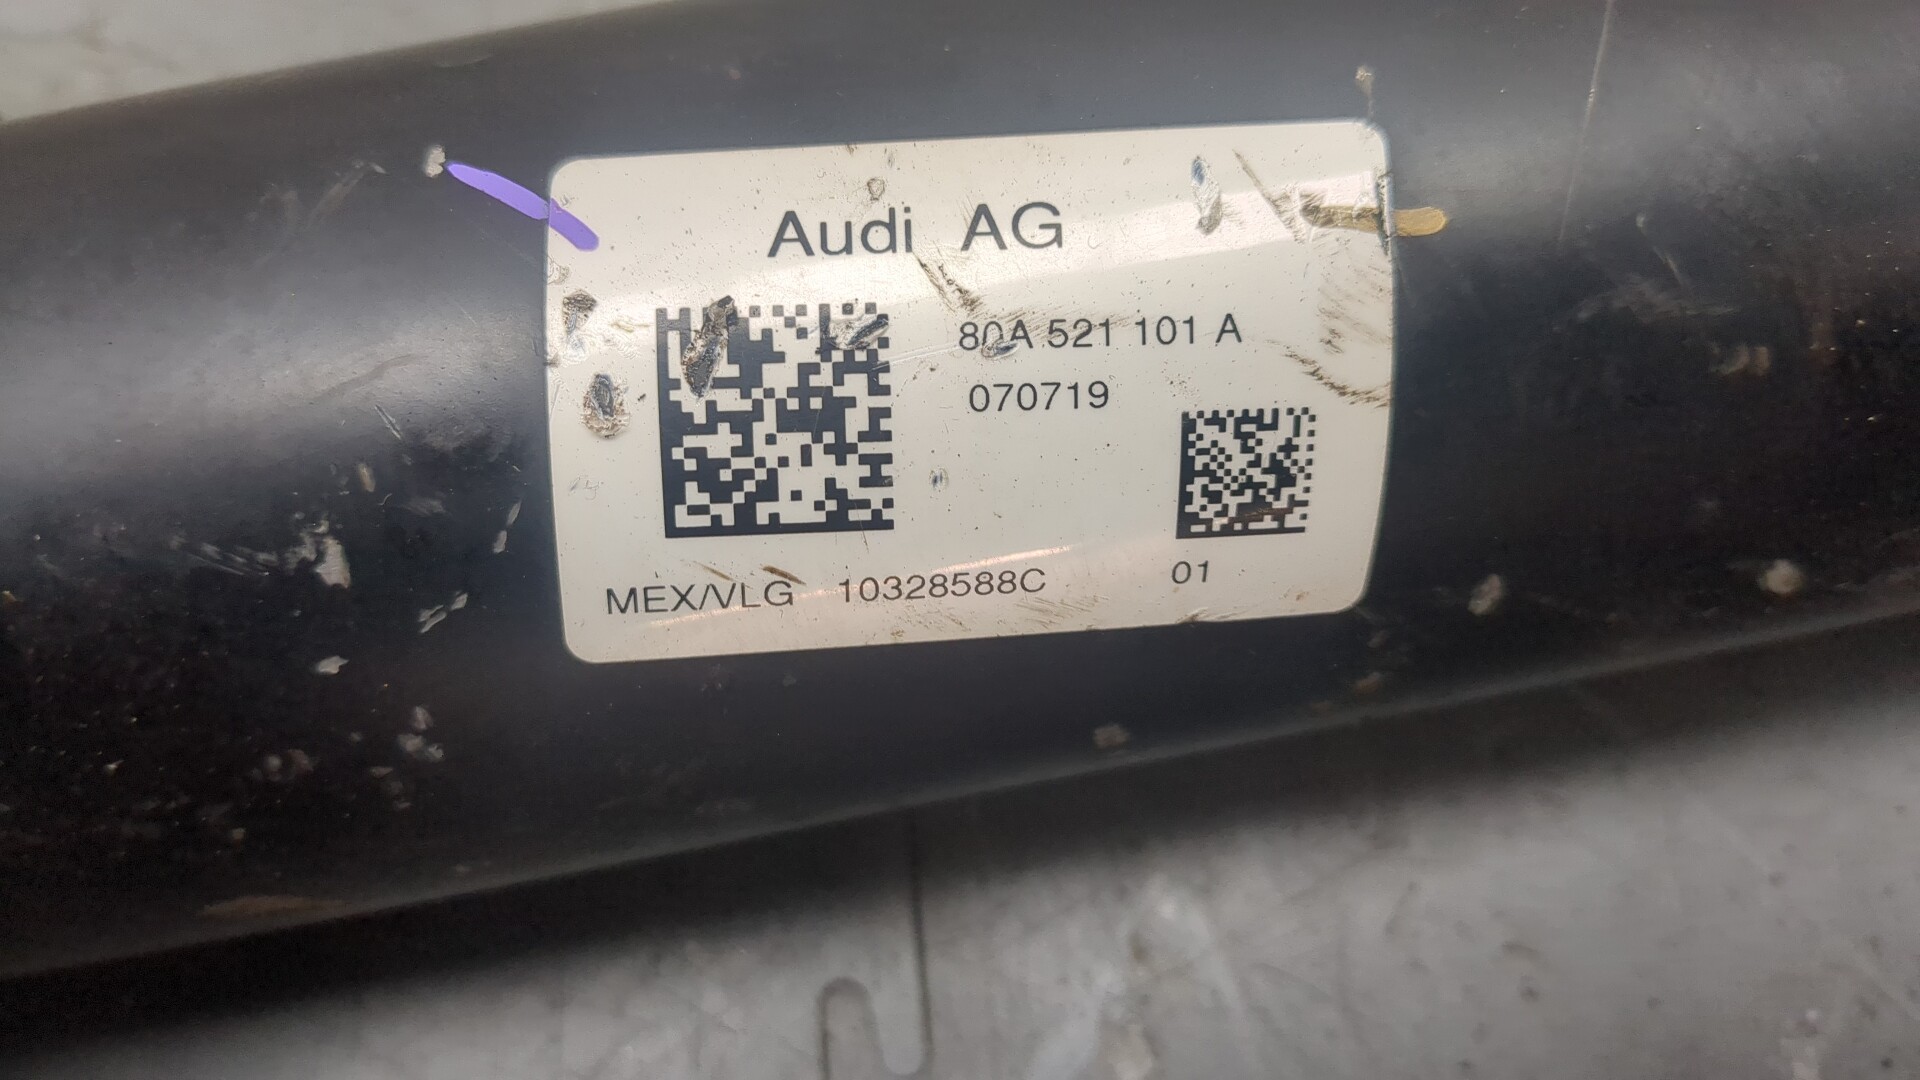 Audi AG
80A 521 101 A
070719
MEX/VLG 10328588C
01